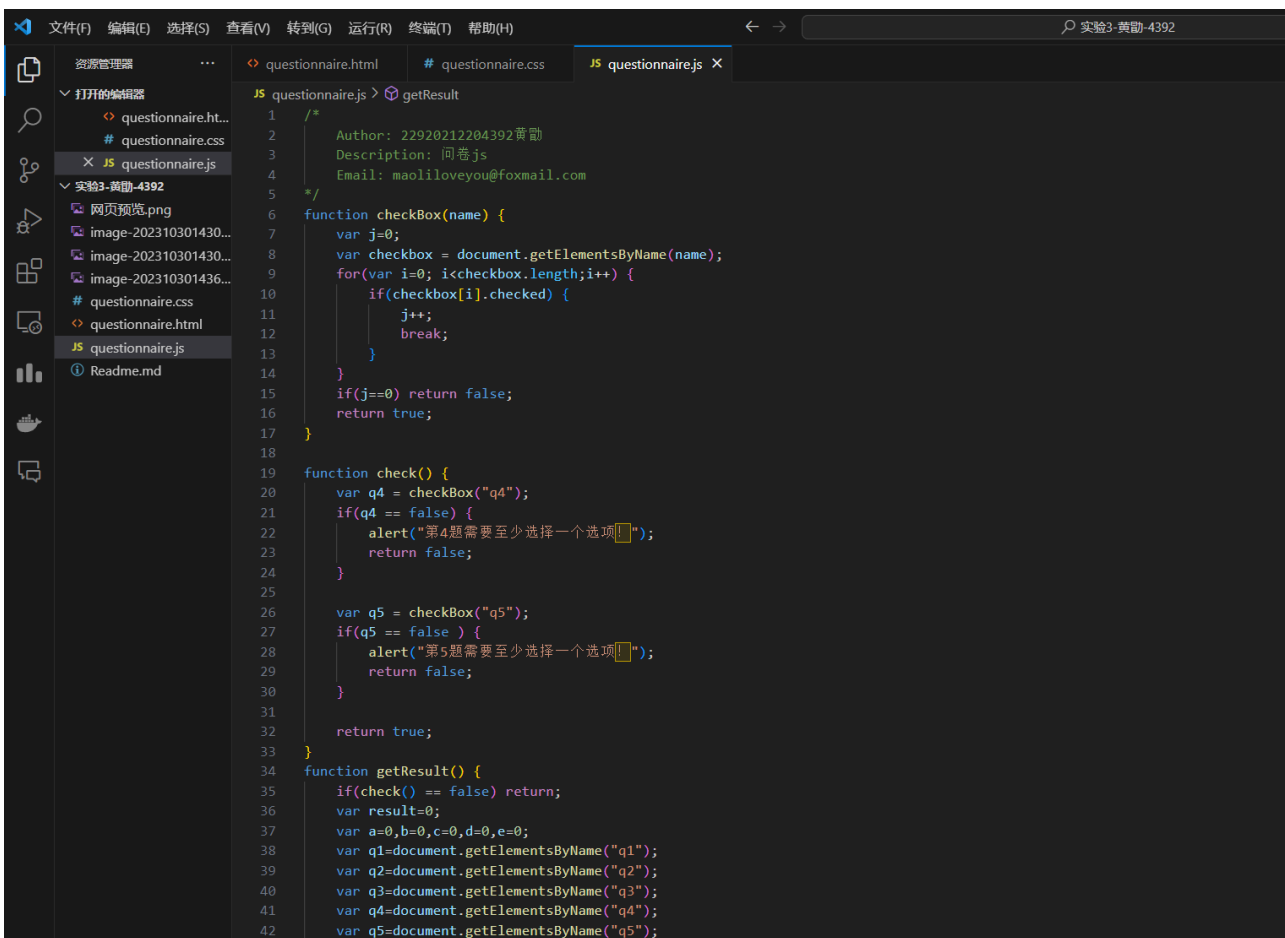 文件(F) 编辑(E) 选择(S) 查看(V) 转到(G) 运行(R) 终端(T) 帮助(H)
实验3-黄勖-4392
资源管理器
打开的编辑器
questionnaire.ht...
# questionnaire.css
JS questionnaire.js
实验3-黄勖-4392
网页预览.png
image-202310301430...
image-202310301430...
image-202310301436...
# questionnaire.css
<> questionnaire.html
JS questionnaire.js
Readme.md
<> questionnaire.html # questionnaire.css JS questionnaire.js
JS questionnaire.js > getResult
1 /*
2 Author: 22920212204392黄勖
3 Description: 问卷js
4 Email: maoliloveyou@foxmail.com
5 */
6 function checkBox(name) {
7 var j=0;
8 var checkbox = document.getElementsByName(name);
9 for(var i=0; i<checkbox.length;i++) {
10 if(checkbox[i].checked) {
11 j++;
12 break;
13 }
14 }
15 if(j==0) return false;
16 return true;
17 }
18
19 function check() {
20 var q4 = checkBox("q4");
21 if(q4 == false) {
22 alert("第4题需要至少选择一个选项！");
23 return false;
24 }
25
26 var q5 = checkBox("q5");
27 if(q5 == false ) {
28 alert("第5题需要至少选择一个选项！");
29 return false;
30 }
31
32 return true;
33 }
34 function getResult() {
35 if(check() == false) return;
36 var result=0;
37 var a=0,b=0,c=0,d=0,e=0;
38 var q1=document.getElementsByName("q1");
39 var q2=document.getElementsByName("q2");
40 var q3=document.getElementsByName("q3");
41 var q4=document.getElementsByName("q4");
42 var q5=document.getElementsByName("q5");